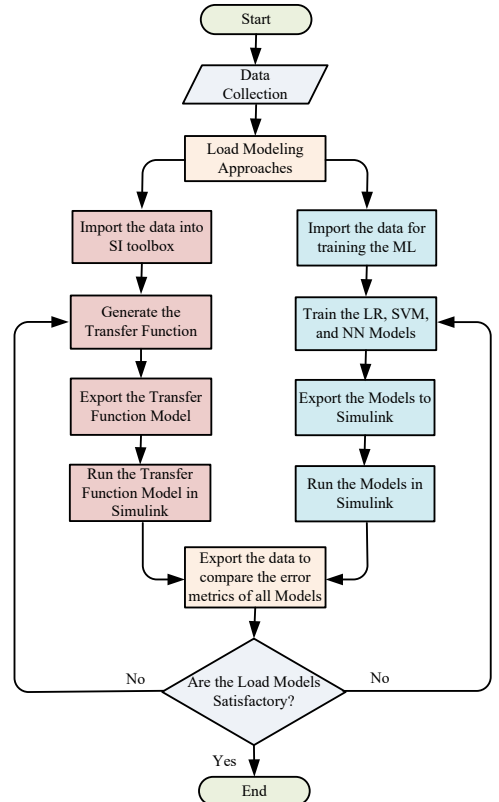 Start
Data
Collection
Load Modeling
Approaches
Import the data into
SI toolbox
Import the data for
training the ML
Generate the
Transfer Function
Train the LR, SVM,
and NN Models
Export the Transfer
Function Model
Export the Models to
Simulink
Run the Transfer
Function Model in
Simulink
Run the Models in
Simulink
Export the data to
compare the error
metrics of all Models
No
Are the Load Models
Satisfactory?
No
Yes
End